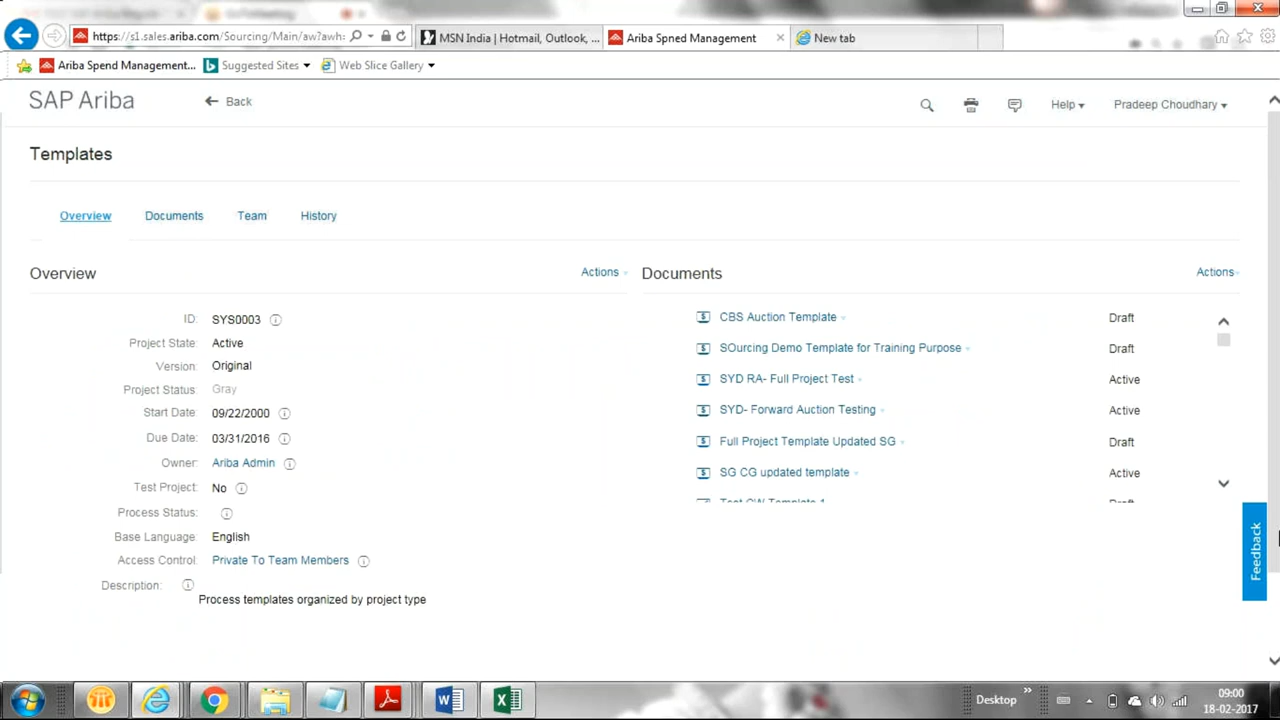 https://s1.sales.ariba.com/Sourcing/Main/aw?awh:
MSN India | Hotmail, Outlook, ...
Ariba Spned Management
New tab
Ariba Spend Management...
Suggested Sites
Web Slice Gallery
SAP Ariba
Back
Help
Pradeep Choudhary
Templates
Overview
Documents
Team
History
Overview
Actions
Documents
Actions
ID: SYS0003
Project State: Active
Version: Original
Project Status: Gray
Start Date: 09/22/2000
Due Date: 03/31/2016
Owner: Ariba Admin
Test Project: No
Process Status:
Base Language: English
Access Control: Private To Team Members
Description:
Process templates organized by project type
CBS Auction Template Draft
SOurcing Demo Template for Training Purpose Draft
SYD RA- Full Project Test Active
SYD- Forward Auction Testing Active
Full Project Template Updated SG Draft
SG CG updated template Active
Test CW Template 1 Draft
Feedback
Desktop
09:00
18-02-2017